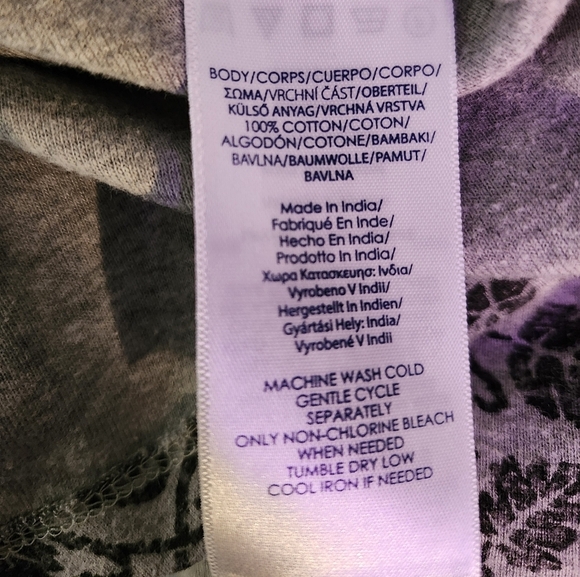 BODY/CORPS/CUERPO/CORPO/
ΣΩΜΑ/VRCHNÍ ČÁST/OBERTEIL/
KÜLSŐ ANYAG/VRCHNÁ VRSTVA
100% COTTON/COTON/
ALGODÓN/COTONE/BAMBAKI/
BAVLNA/BAUMWOLLE/PAMUT/
BAVLNA
Made In India/
Fabriqué En Inde/
Hecho En India/
Prodotto In India/
Χωρα Κατασκευησ: Ινδια/
Vyrobeno V Indii/
Hergestellt In Indien/
Gyártási Hely: India/
Vyrobené V Indii
MACHINE WASH COLD
GENTLE CYCLE
SEPARATELY
ONLY NON-CHLORINE BLEACH
WHEN NEEDED
TUMBLE DRY LOW
COOL IRON IF NEEDED